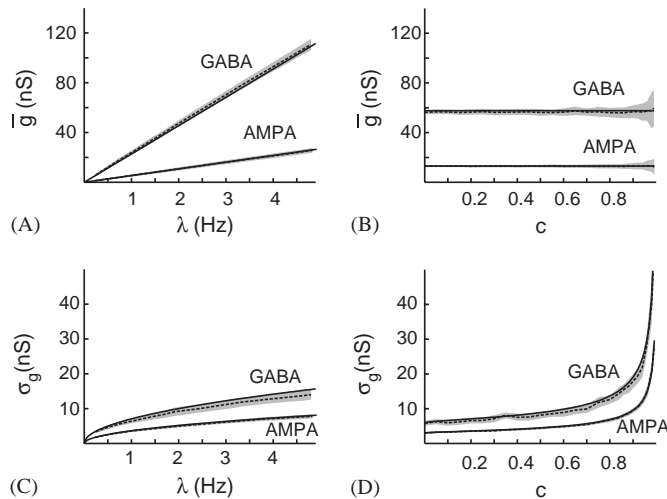 120
80
40
g̅ (nS)
GABA
AMPA
1 2 3 4
(A)
λ (Hz)
120
80
40
g̅ (nS)
GABA
AMPA
0.2 0.4 0.6 0.8
(B)
c
40
30
20
10
σg (nS)
GABA
AMPA
1 2 3 4
(C)
λ (Hz)
40
30
20
10
σg(nS)
GABA
AMPA
0.2 0.4 0.6 0.8
(D)
c